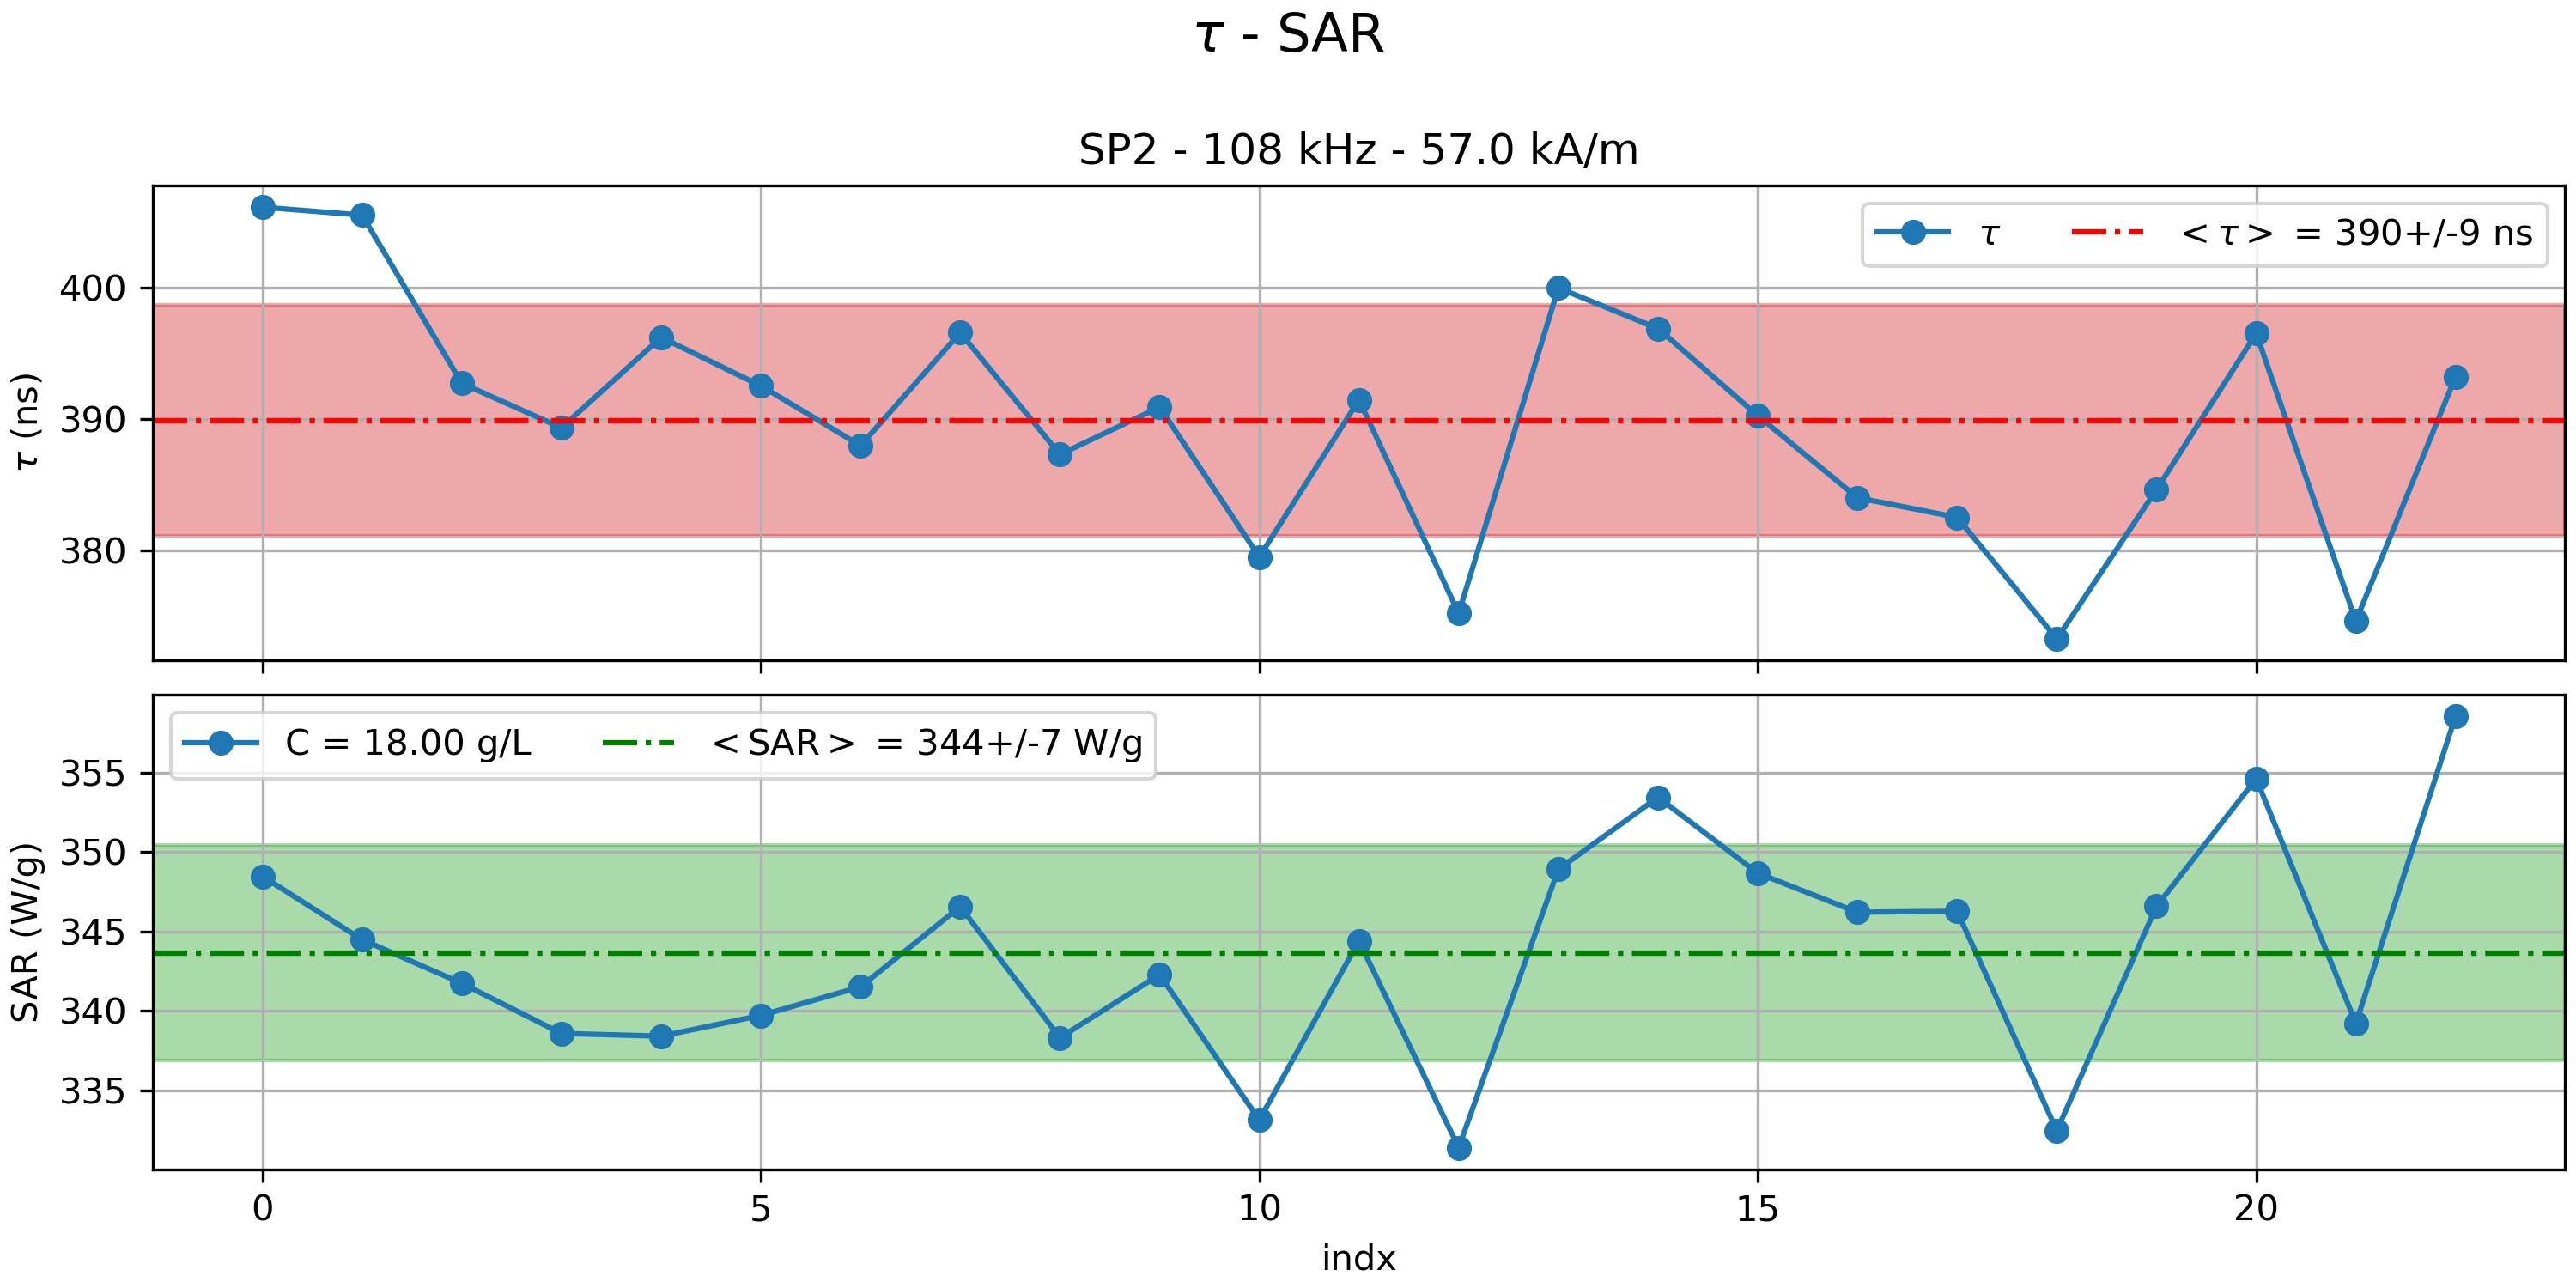 τ - SAR
SP2 - 108 kHz - 57.0 kA/m
τ
<τ> = 390+/-9 ns
400
390
380
τ (ns)
C = 18.00 g/L
<SAR> = 344+/-7 W/g
355
350
345
340
335
SAR (W/g)
0 5 10 15 20
indx